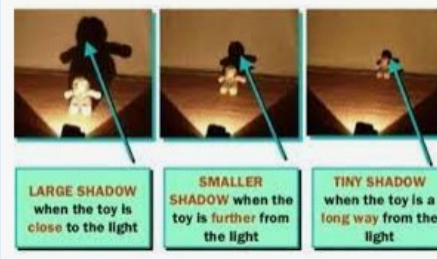 LARGE SHADOW
when the toy is
close to the light
SMALLER
SHADOW when the
toy is further from
the light
TINY SHADOW
when the toy is a
long way from the
light